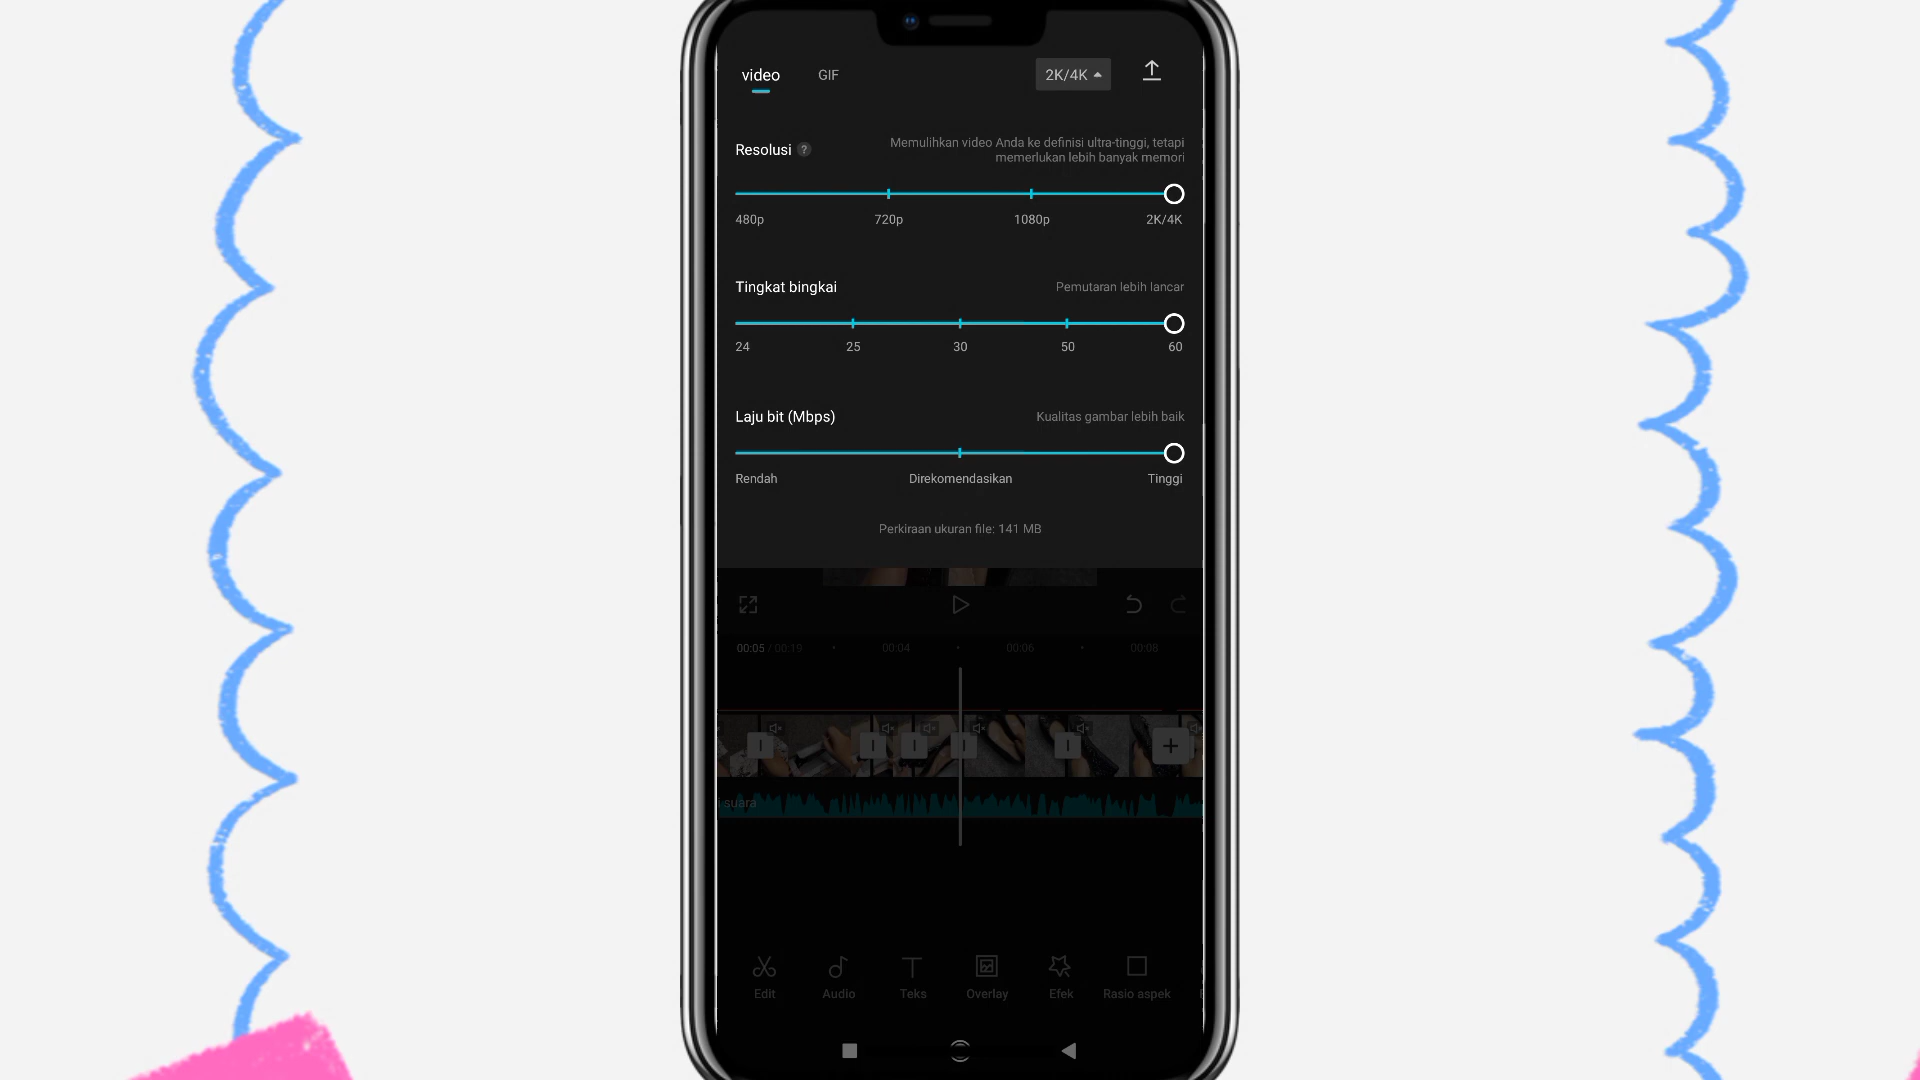 video GIF 2K/4K
Resolusi ?
Memulihkan video Anda ke definisi ultra-tinggi, tetapi
memerlukan lebih banyak memori
480p 720p 1080p 2K/4K
Tingkat bingkai Pemutaran lebih lancar
24 25 30 50 60
Laju bit (Mbps) Kualitas gambar lebih baik
Rendah Direkomendasikan Tinggi
Perkiraan ukuran file: 141 MB
00:05 / 00:19 00:04 00:06 00:08
i suara
Edit Audio Teks Overlay Efek Rasio aspek